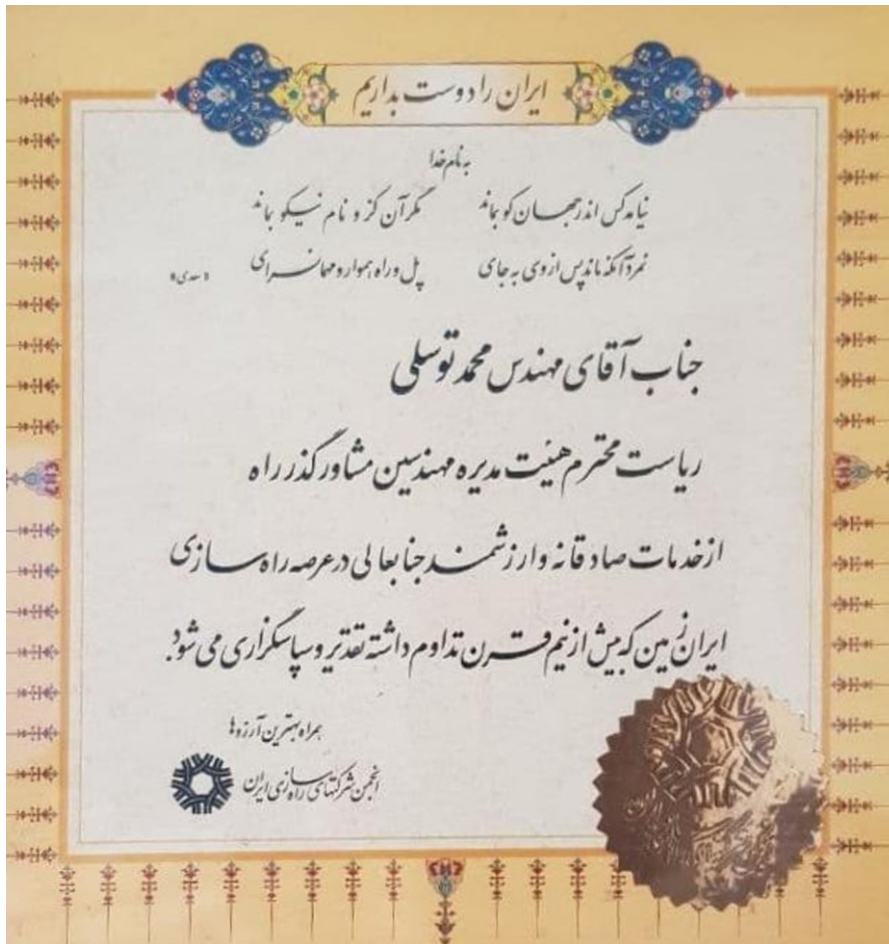 ایران را دوست بداریم
به نام خدا
نیامد کس اندر جهان کو بماند مگر آن کز و نام نیکو بماند
نمرد آنکه ماند پس از وی به جای پل و راه هموار و مهمانسرای «سعدی»
جناب آقای مهندس محمد توسلی
ریاست محترم هیئت مدیره مهندسین مشاور گذرراه
از خدمات صادقانه و ارزشمند جنابعالی در عرصه راه سازی
ایران زمین که بیش از نیم قرن تداوم داشته تقدیر و سپاسگزاری می شود.
همراه بهترین آرزوها
انجمن شرکتهای راه سازی ایران